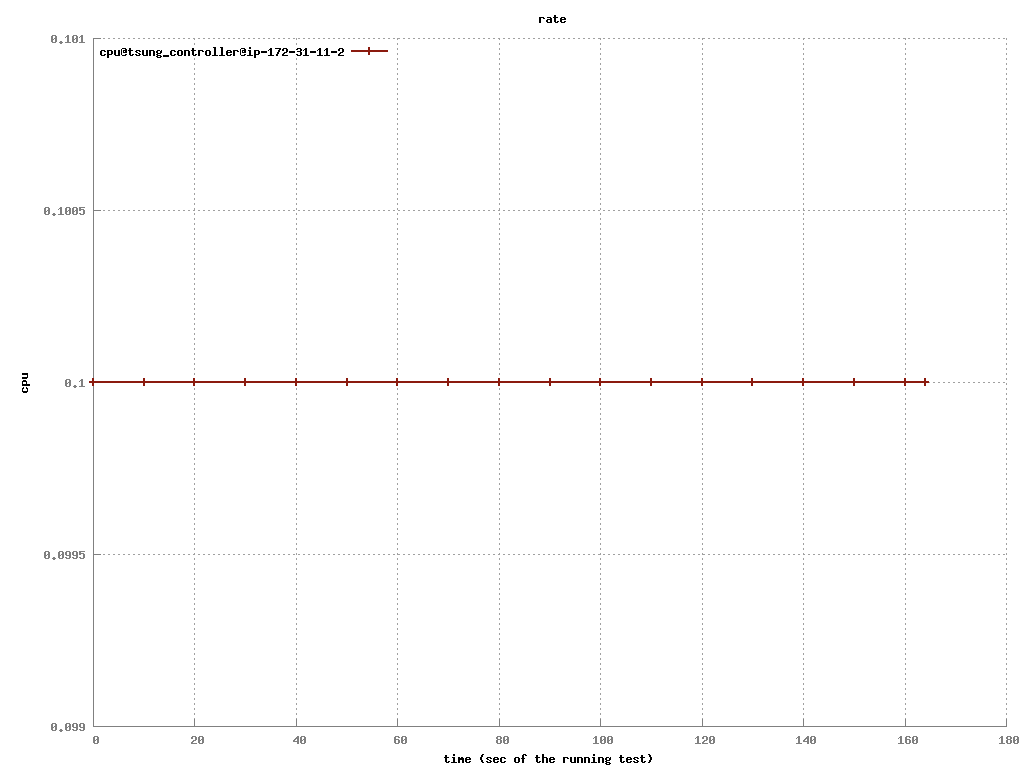 rate
0.101
cpu@tsung_controller@ip-172-31-11-2
0.1005
cpu
0.1
0.0995
0.099
0 20 40 60 80 100 120 140 160 180
time (sec of the running test)